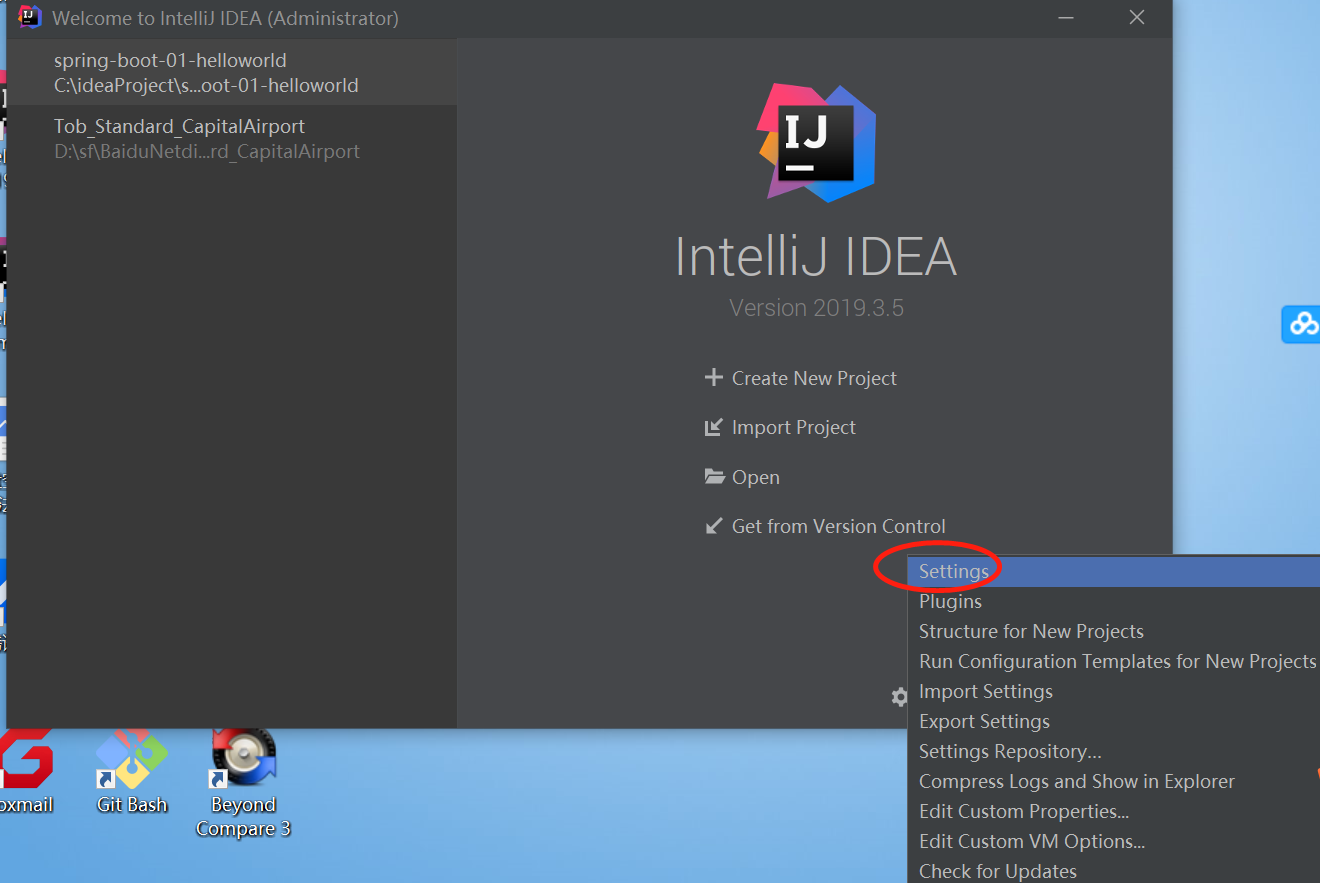 Welcome to IntelliJ IDEA (Administrator)
spring-boot-01-helloworld
C:\ideaProject\s...oot-01-helloworld
Tob_Standard_CapitalAirport
D:\sf\BaiduNetdi...rd_CapitalAirport
IJ
IntelliJ IDEA
Version 2019.3.5
Create New Project
Import Project
Open
Get from Version Control
Settings
Plugins
Structure for New Projects
Run Configuration Templates for New Projects
Import Settings
Export Settings
Settings Repository...
Compress Logs and Show in Explorer
Edit Custom Properties...
Edit Custom VM Options...
Check for Updates
oxmail
Git Bash
Beyond
Compare 3